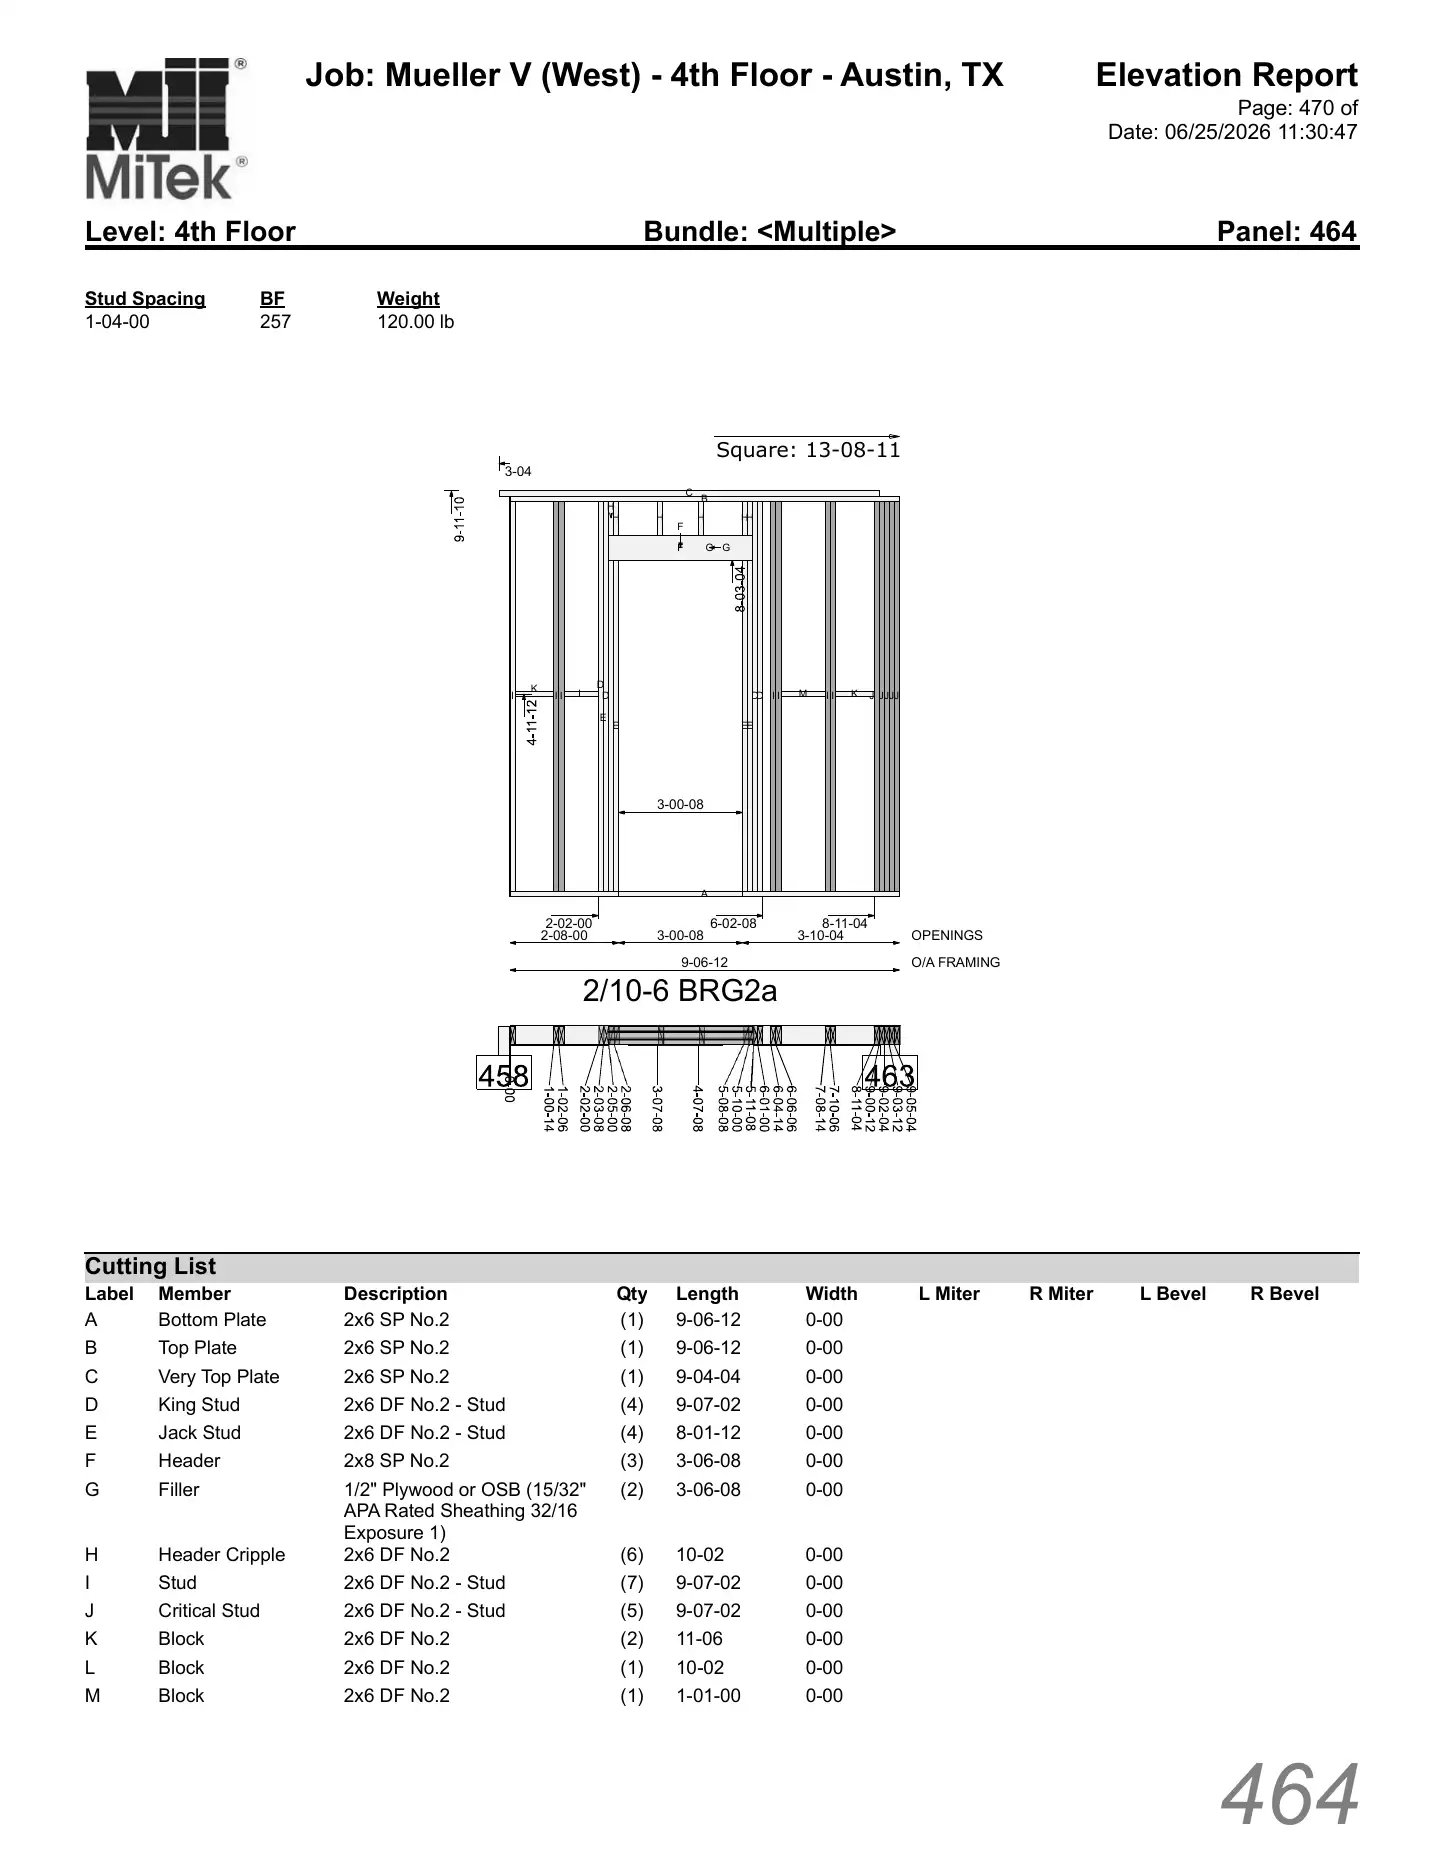 Job: Mueller V (West) - 4th Floor - Austin, TX
Elevation Report
Page: 470 of
Date: 06/25/2026 11:30:47
MiTek®
Level: 4th Floor
Bundle: <Multiple>
Panel: 464
Stud Spacing BF Weight
1-04-00 257 120.00 lb
Square: 13-08-11
3-04
9-11-10
C
B
F
F G G
8-03-04
K I D
D
E
M K
4-11-12
3-00-08
A
2-02-00 6-02-08 8-11-04
2-08-00 3-00-08 3-10-04 OPENINGS
9-06-12 O/A FRAMING
2/10-6 BRG2a
458 463
1-00-14
1-02-06
2-02-00
2-03-08
2-05-00
2-06-08
3-07-08
4-07-08
5-08-08
5-10-00
5-11-08
6-01-00
6-04-14
6-06-06
7-08-14
7-10-06
8-11-04
9-00-12
9-02-04
9-03-12
9-05-04
Cutting List
Label Member Description Qty Length Width L Miter R Miter L Bevel R Bevel
A Bottom Plate 2x6 SP No.2 (1) 9-06-12 0-00
B Top Plate 2x6 SP No.2 (1) 9-06-12 0-00
C Very Top Plate 2x6 SP No.2 (1) 9-04-04 0-00
D King Stud 2x6 DF No.2 - Stud (4) 9-07-02 0-00
E Jack Stud 2x6 DF No.2 - Stud (4) 8-01-12 0-00
F Header 2x8 SP No.2 (3) 3-06-08 0-00
G Filler 1/2" Plywood or OSB (15/32" (2) 3-06-08 0-00
APA Rated Sheathing 32/16
Exposure 1)
H Header Cripple 2x6 DF No.2 (6) 10-02 0-00
I Stud 2x6 DF No.2 - Stud (7) 9-07-02 0-00
J Critical Stud 2x6 DF No.2 - Stud (5) 9-07-02 0-00
K Block 2x6 DF No.2 (2) 11-06 0-00
L Block 2x6 DF No.2 (1) 10-02 0-00
M Block 2x6 DF No.2 (1) 1-01-00 0-00
464